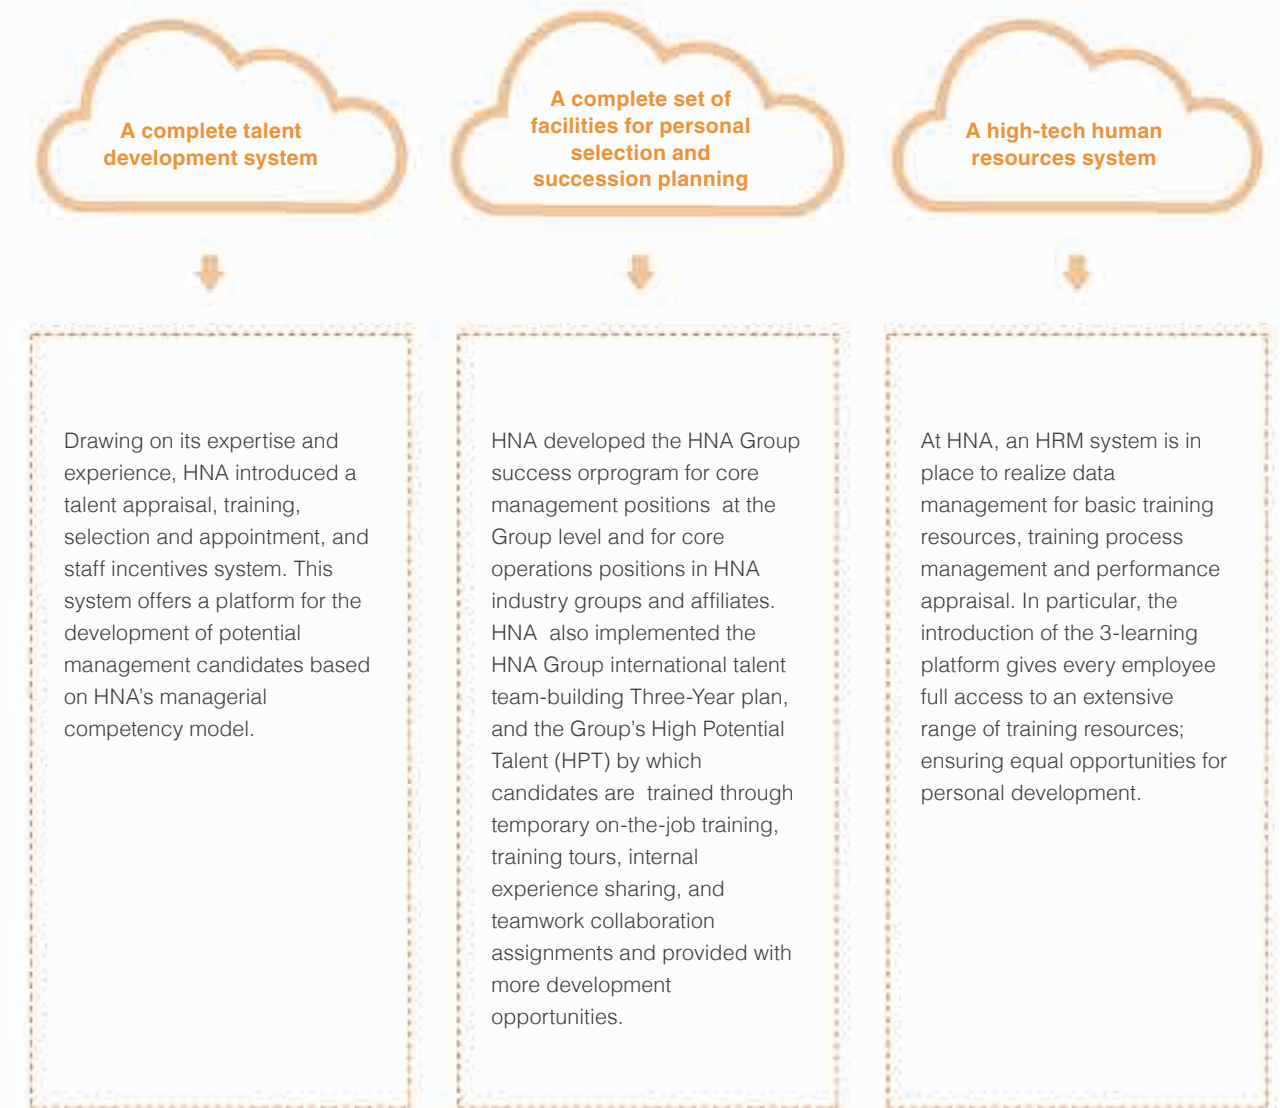 A complete talent
development system
A complete set of
facilities for personal
selection and
succession planning
A high-tech human
resources system
Drawing on its expertise and
experience, HNA introduced a
talent appraisal, training,
selection and appointment, and
staff incentives system. This
system offers a platform for the
development of potential
management candidates based
on HNA’s managerial
competency model.
HNA developed the HNA Group
success orprogram for core
management positions  at the
Group level and for core
operations positions in HNA
industry groups and affiliates.
HNA  also implemented the
HNA Group international talent
team-building Three-Year plan,
and the Group’s High Potential
Talent (HPT) by which
candidates are  trained through
temporary on-the-job training,
training tours, internal
experience sharing, and
teamwork collaboration
assignments and provided with
more development
opportunities.
At HNA, an HRM system is in
place to realize data
management for basic training
resources, training process
management and performance
appraisal. In particular, the
introduction of the 3-learning
platform gives every employee
full access to an extensive
range of training resources;
ensuring equal opportunities for
personal development.